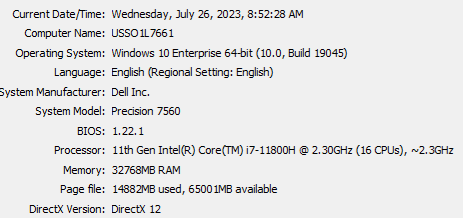 Current Date/Time: Wednesday, July 26, 2023, 8:52:28 AM
Computer Name: USSO1L7661
Operating System: Windows 10 Enterprise 64-bit (10.0, Build 19045)
Language: English (Regional Setting: English)
System Manufacturer: Dell Inc.
System Model: Precision 7560
BIOS: 1.22.1
Processor: 11th Gen Intel(R) Core(TM) i7-11800H @ 2.30GHz (16 CPUs), ~2.3GHz
Memory: 32768MB RAM
Page file: 14882MB used, 65001MB available
DirectX Version: DirectX 12